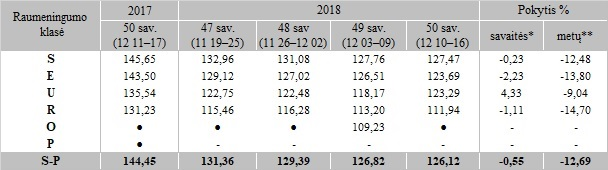 Raumeningumo klasė 2017 2018 Pokytis %
50 sav. (12 11–17) 47 sav. (11 19–25) 48 sav (11 26–12 02) 49 sav. (12 03–09) 50 sav. (12 10–16) savaitės* metų**
S 145,65 132,96 131,08 127,76 127,47 -0,23 -12,48
E 143,50 129,12 127,02 126,51 123,69 -2,23 -13,80
U 135,54 122,75 122,48 118,17 123,29 4,33 -9,04
R 131,23 115,46 116,28 113,20 111,94 -1,11 -14,70
O ● ● ● 109,23 ● - -
P ● - - - - - -
S-P 144,45 131,36 129,39 126,82 126,12 -0,55 -12,69